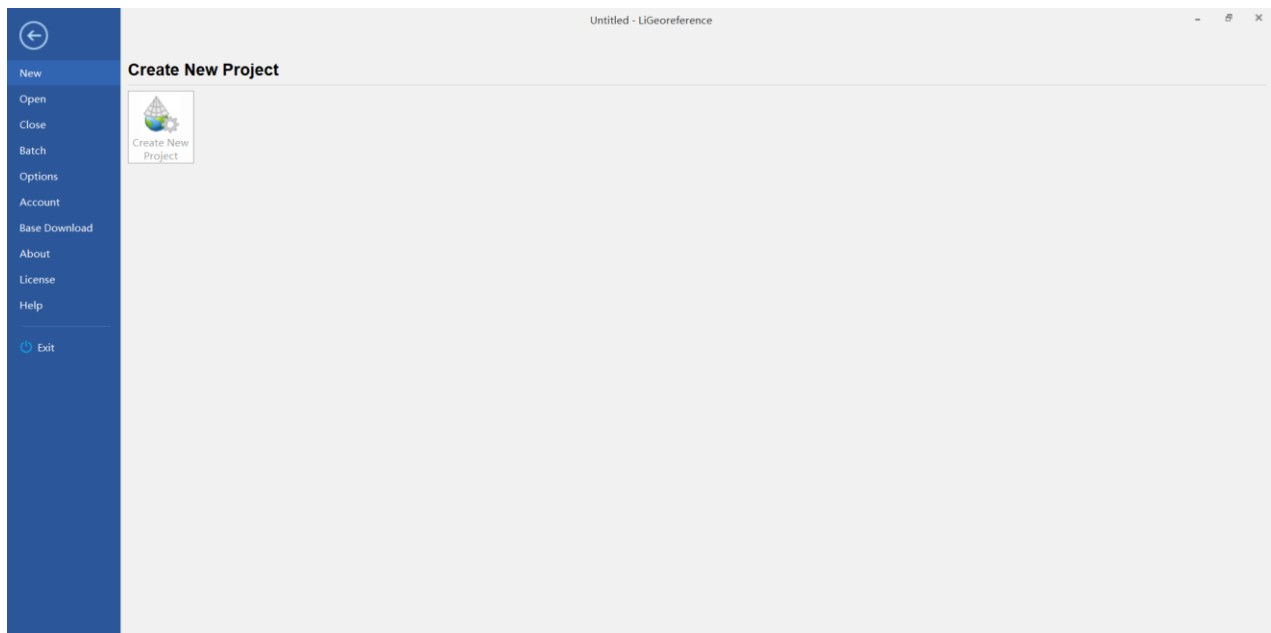 Untitled - LiGeoreference
New
Open
Close
Batch
Options
Account
Base Download
About
License
Help
Exit
Create New Project
Create New
Project